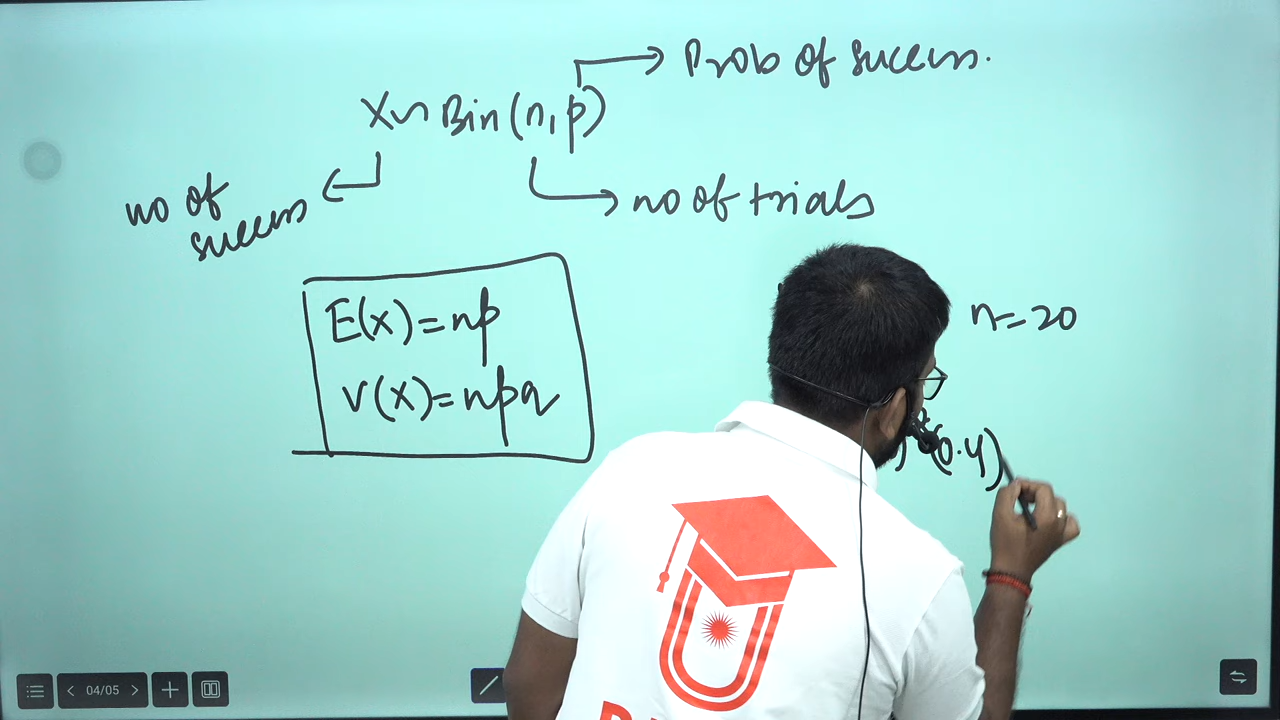 Prob of success.
X ~ Bin(n, p)
no of
success
no of trials
E(x) = np
V(X) = npq
n = 20
(0.4)
04/05